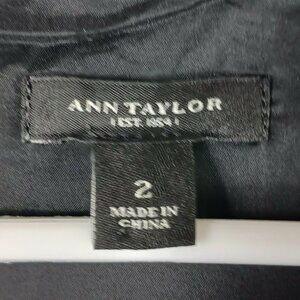 ANN TAYLOR
EST. 1954
2
MADE IN
CHINA